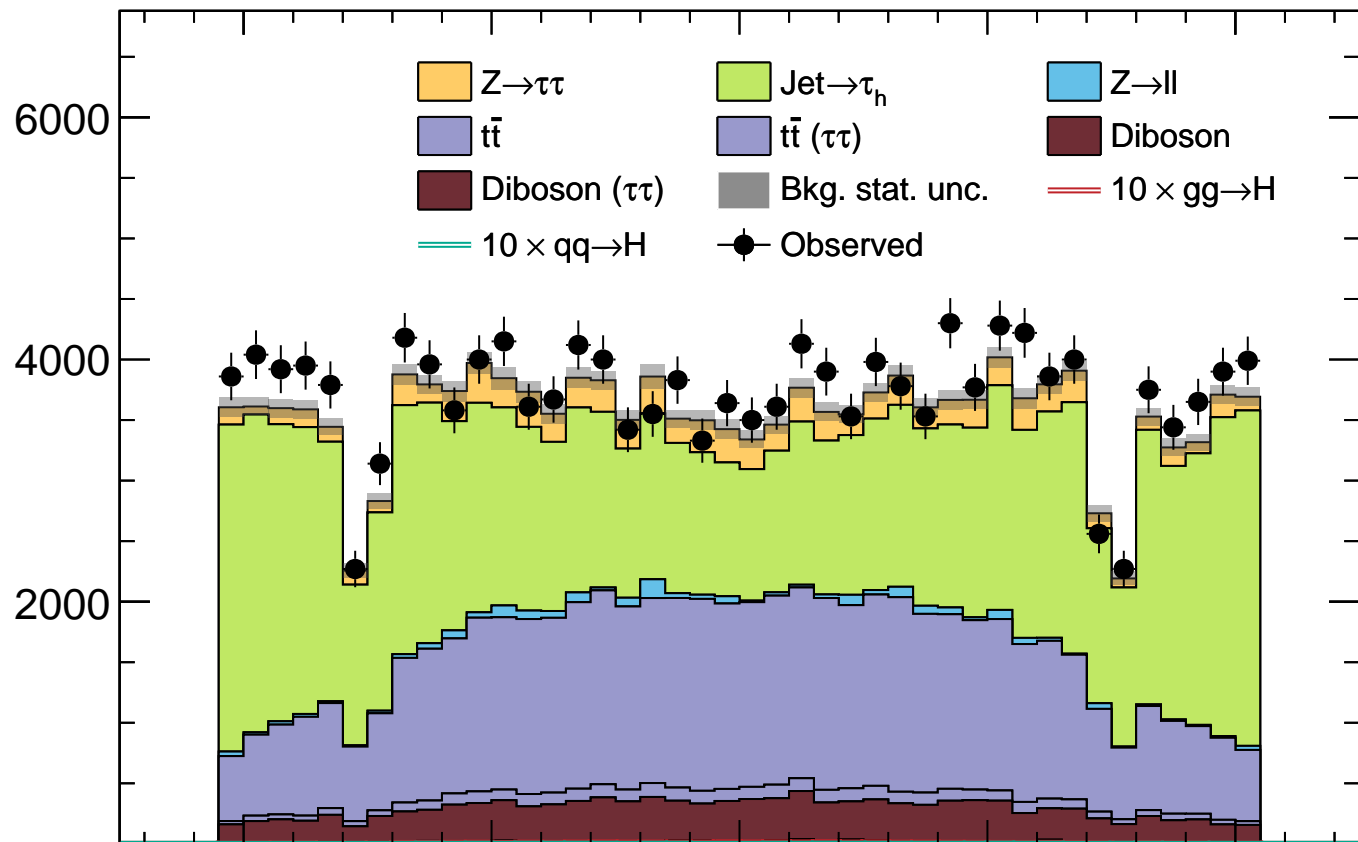 6000
4000
2000
Z→ττ Jet→τh Z→ll
tt̄ tt̄ (ττ) Diboson
Diboson (ττ) Bkg. stat. unc. 10 × gg→H
10 × qq→H Observed